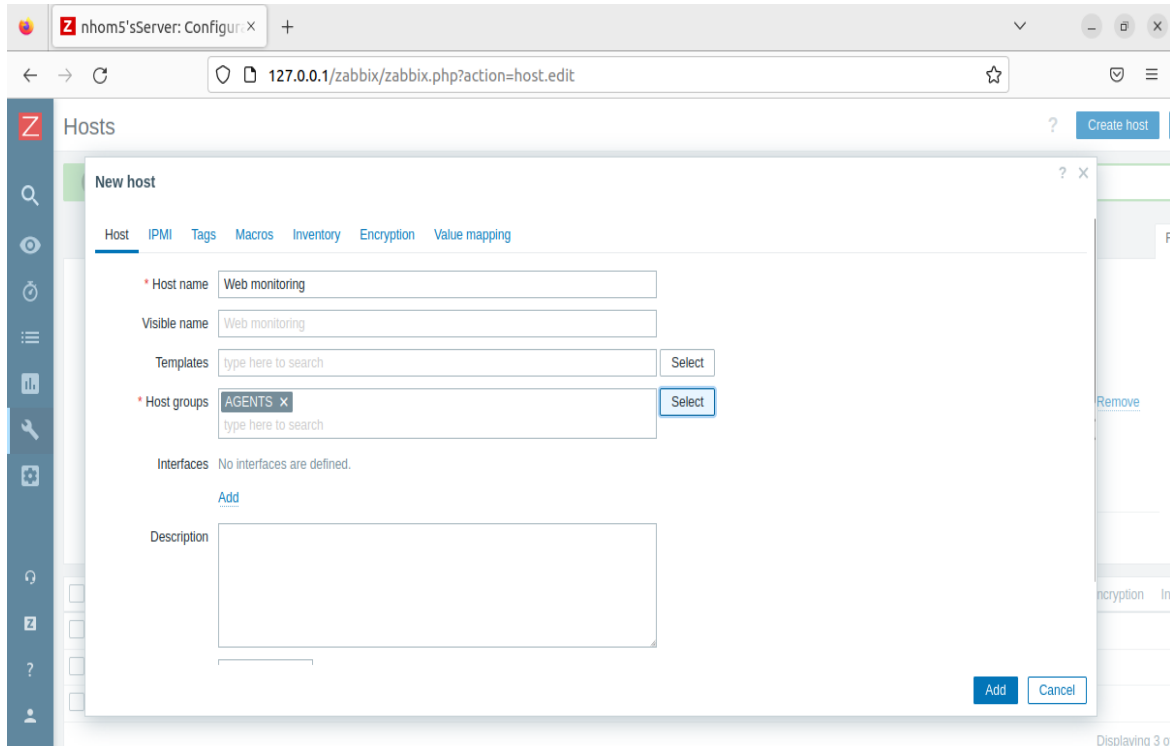 Z nhom5'sServer: Configura
127.0.0.1/zabbix/zabbix.php?action=host.edit
Z
Hosts
? Create host
New host
?
Host IPMI Tags Macros Inventory Encryption Value mapping
* Host name Web monitoring
Visible name Web monitoring
Templates type here to search Select
* Host groups AGENTS Select
type here to search
Remove
Interfaces No interfaces are defined.
Add
Description
ncryption In
Z
?
Add Cancel
Displaying 3 o